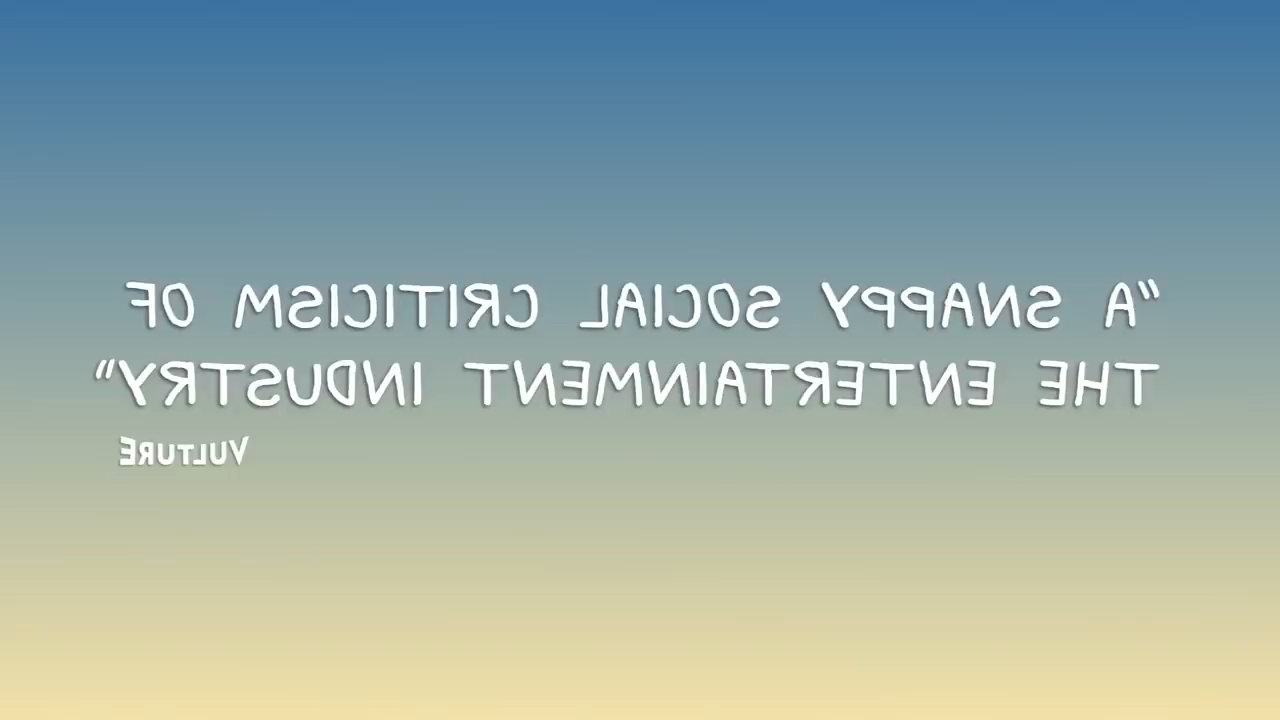 "A SNAPPY SOCIAL CRITICISM OF
THE ENTERTAINMENT INDUSTRY"
VULTURE